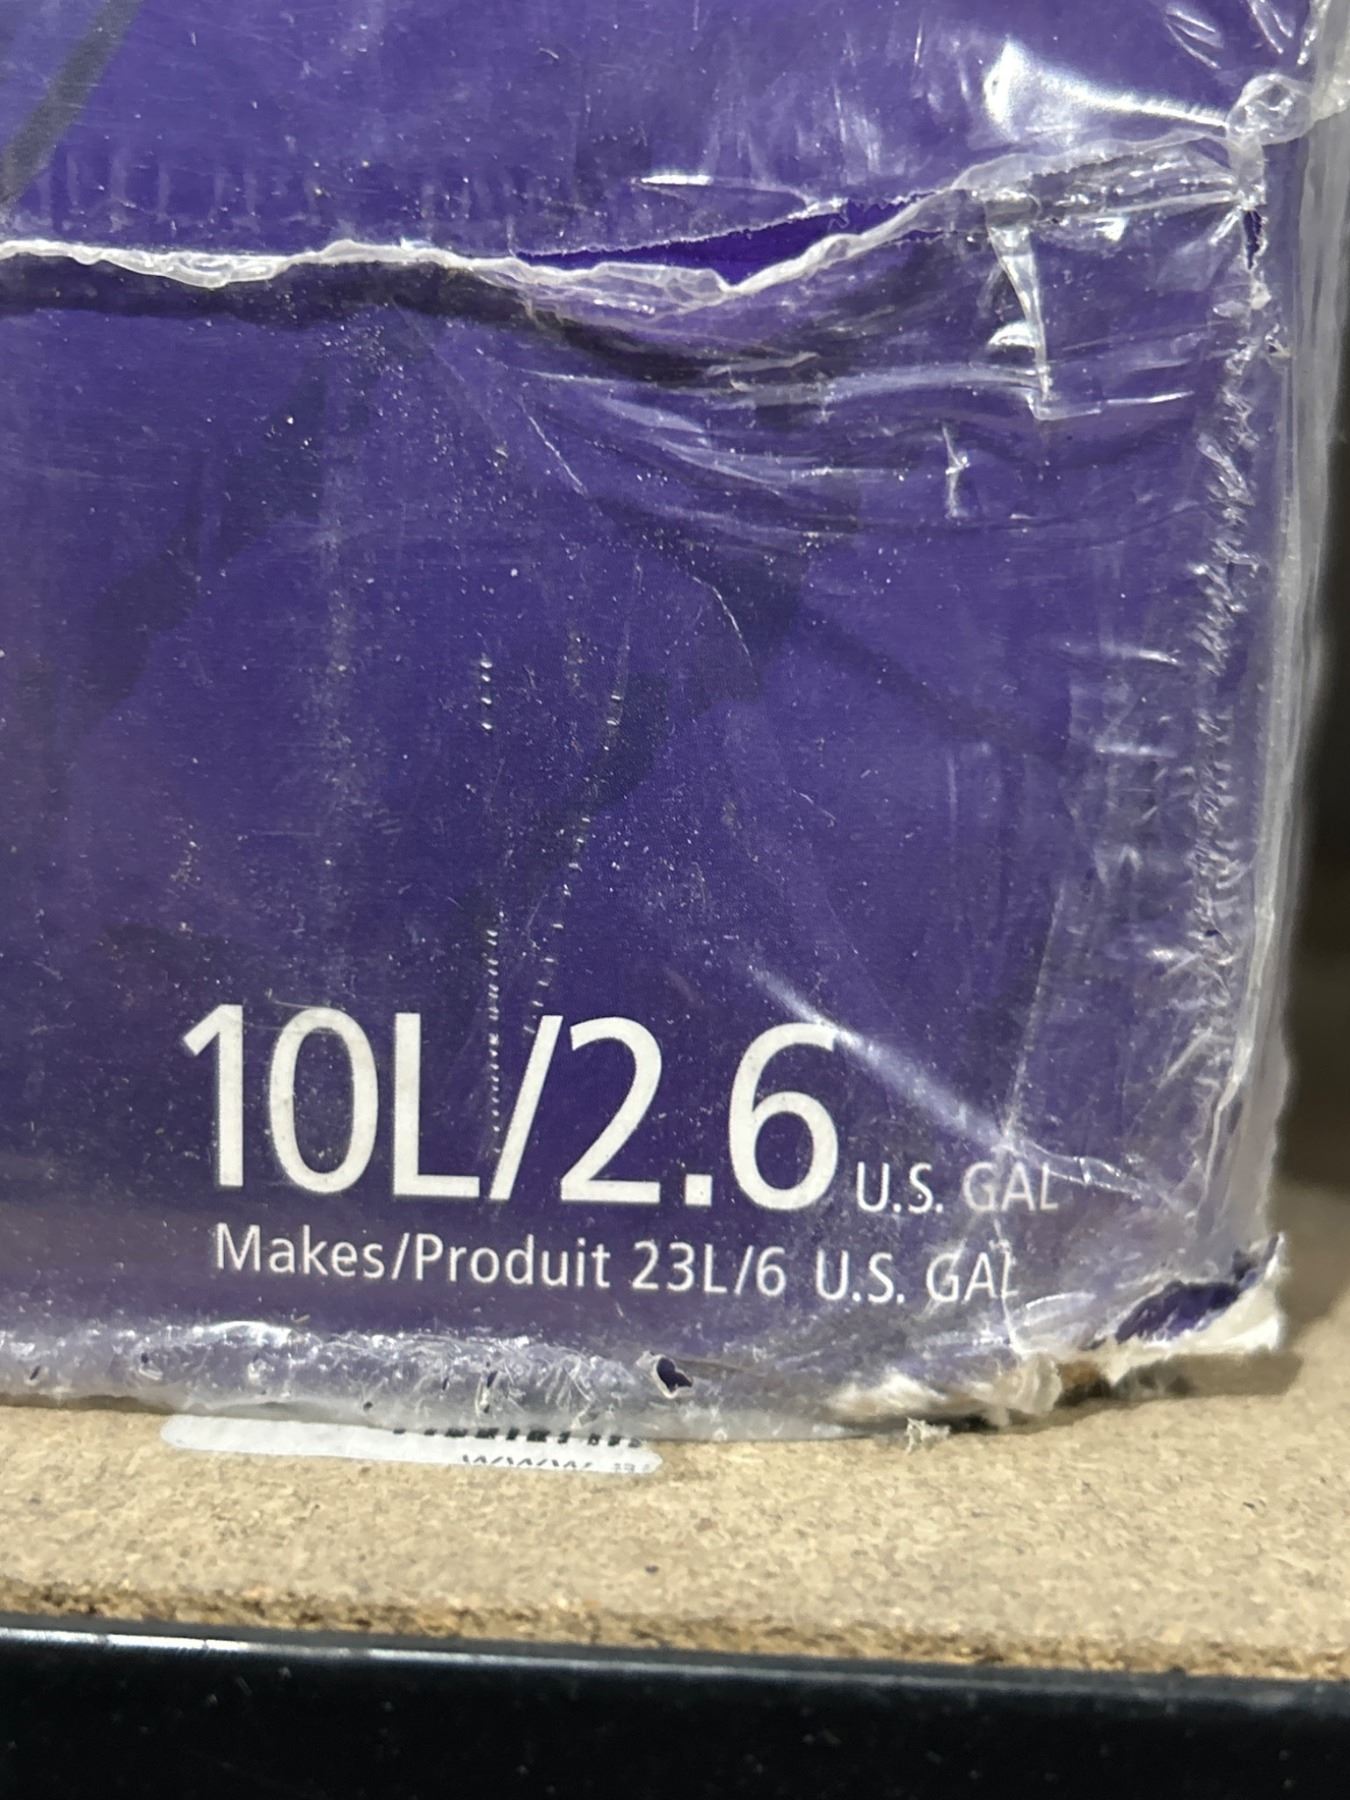 10L/2.6 U.S. GAL
Makes/Produit 23L/6 U.S. GAL